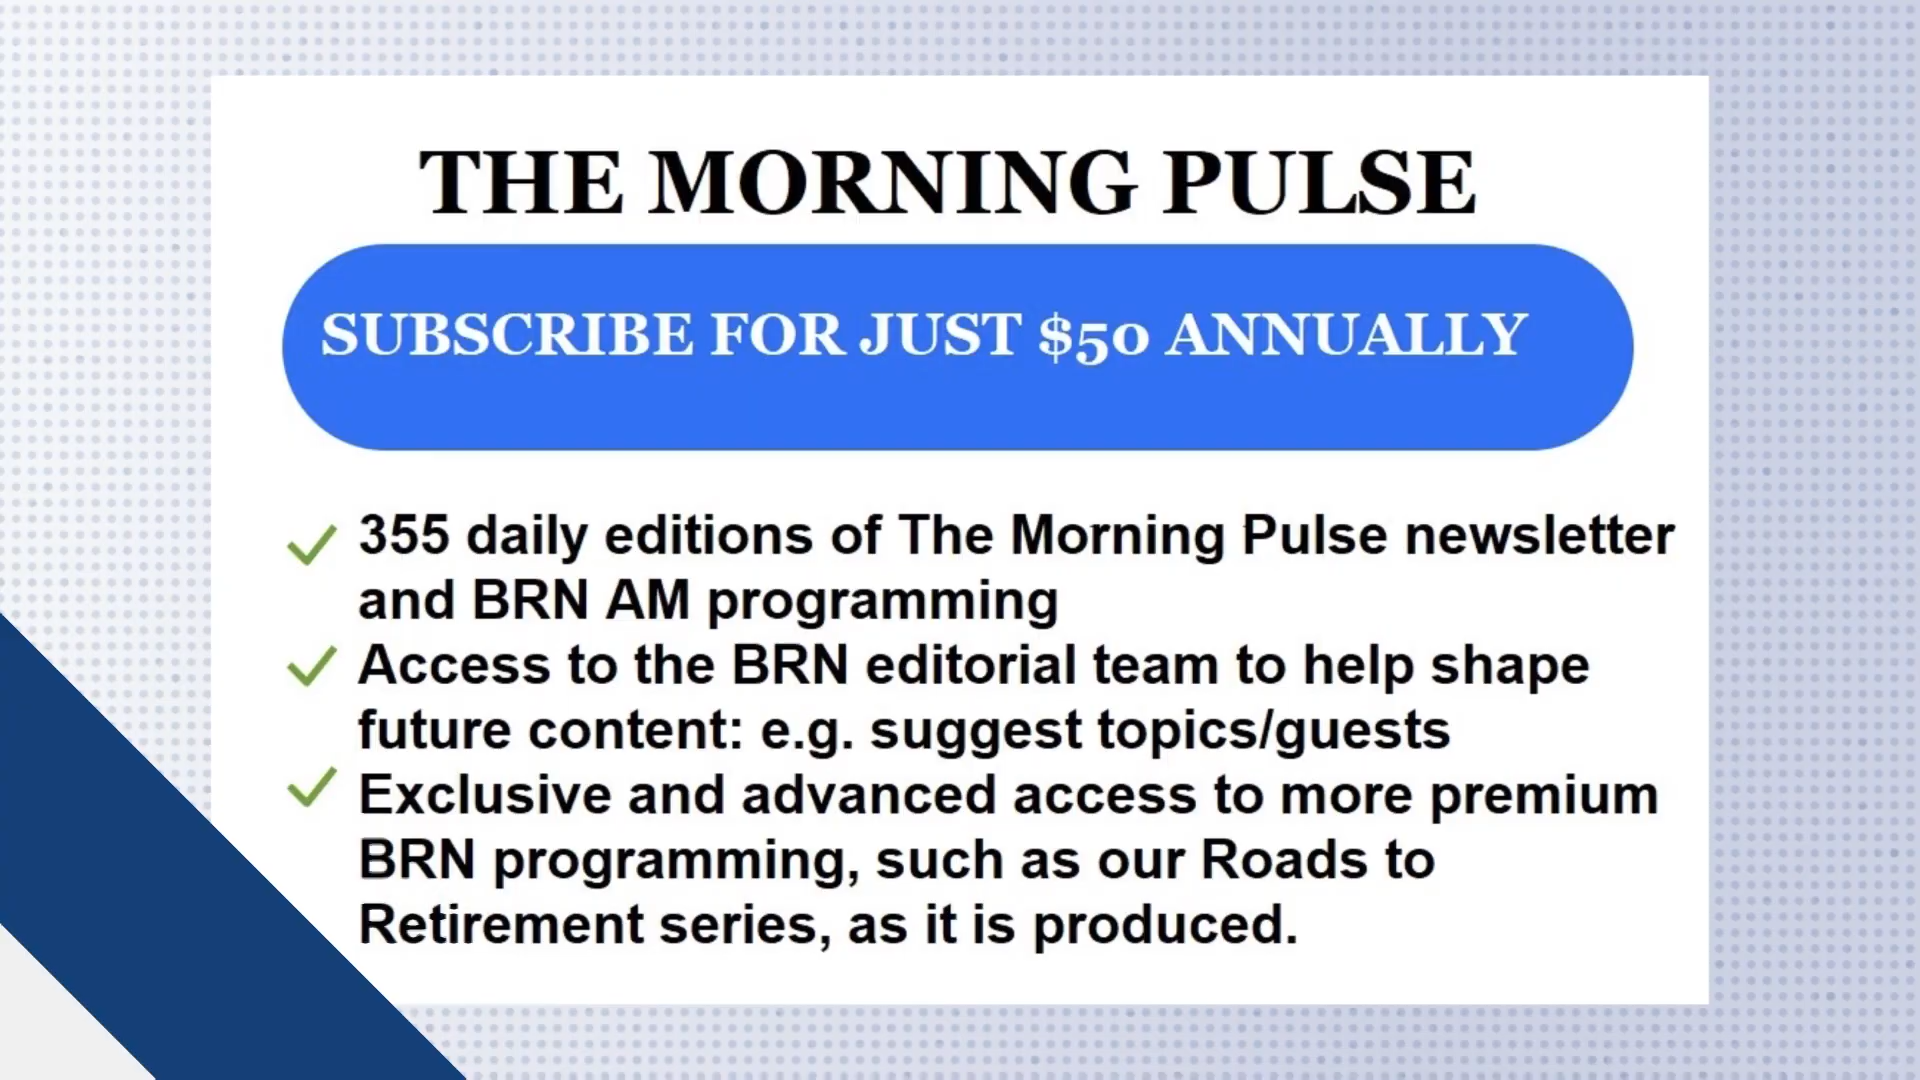 THE MORNING PULSE
SUBSCRIBE FOR JUST $50 ANNUALLY
355 daily editions of The Morning Pulse newsletter
and BRN AM programming
Access to the BRN editorial team to help shape
future content: e.g. suggest topics/guests
Exclusive and advanced access to more premium
BRN programming, such as our Roads to
Retirement series, as it is produced.